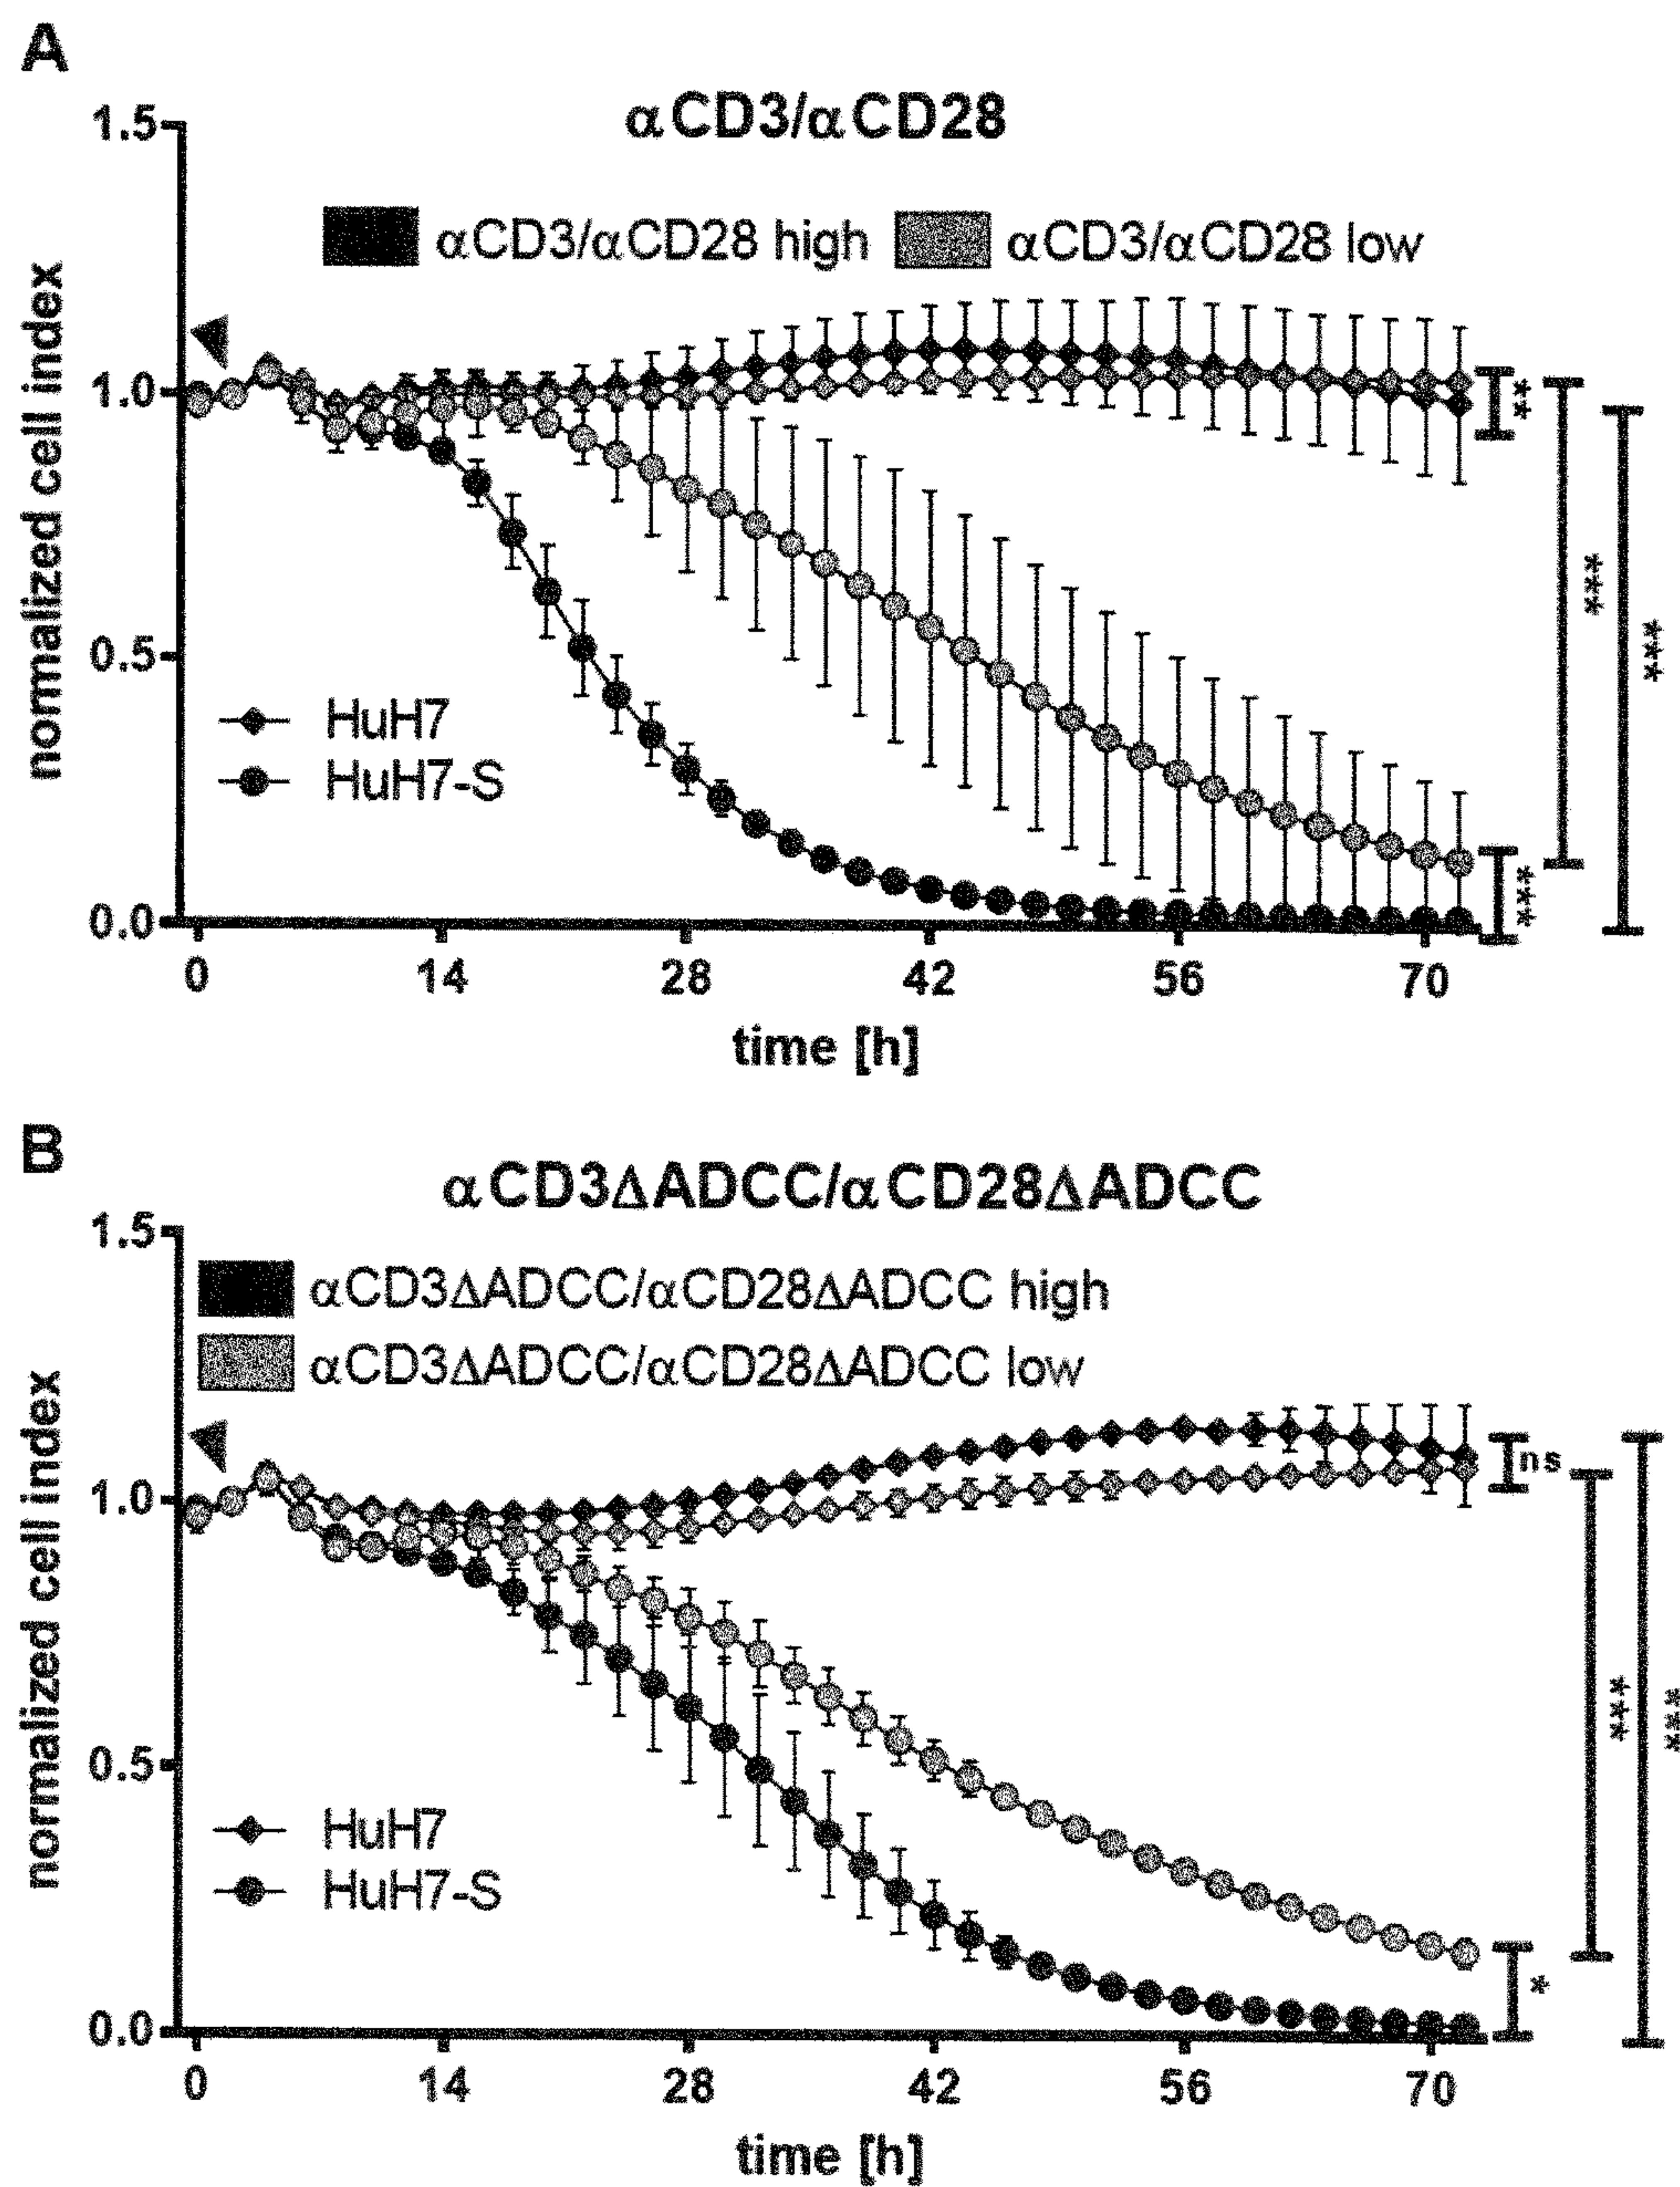 A
αCD3/αCD28
αCD3/αCD28 high αCD3/αCD28 low
normalized cell index
1.5
1.0
0.5
0.0
HuH7
HuH7-S
0 14 28 42 56 70
time [h]
**
***
***
***
B
αCD3ΔADCC/αCD28ΔADCC
αCD3ΔADCC/αCD28ΔADCC high
αCD3ΔADCC/αCD28ΔADCC low
normalized cell index
1.5
1.0
0.5
0.0
HuH7
HuH7-S
0 14 28 42 56 70
time [h]
ns
***
***
*